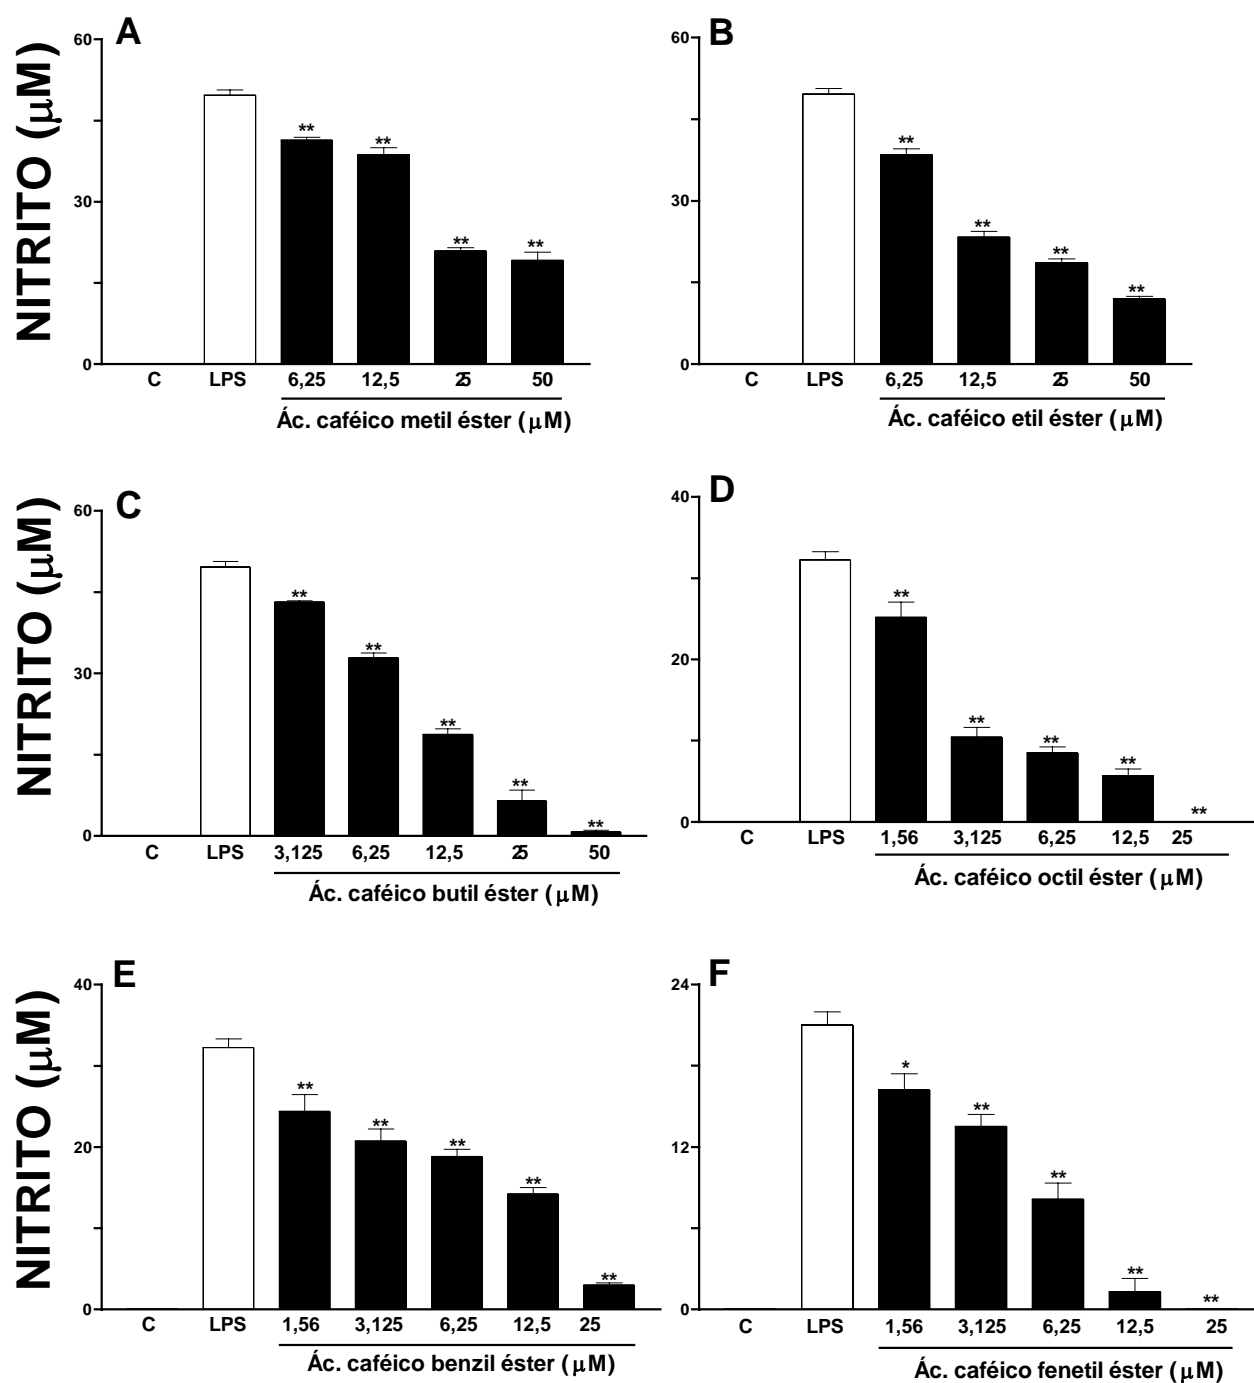 A
B
NITRITO (μM)
60
30
0
** ** ** **
C LPS 6,25 12,5 25 50
Ác. caféico metil éster (μM)
60
30
0
** ** ** **
C LPS 6,25 12,5 25 50
Ác. caféico etil éster (μM)
C
D
NITRITO (μM)
60
30
0
** ** ** ** **
C LPS 3,125 6,25 12,5 25 50
Ác. caféico butil éster (μM)
40
20
0
** ** ** ** **
C LPS 1,56 3,125 6,25 12,5 25
Ác. caféico octil éster (μM)
E
F
NITRITO (μM)
40
20
0
** ** ** ** **
C LPS 1,56 3,125 6,25 12,5 25
Ác. caféico benzil éster (μM)
24
12
0
* ** ** ** **
C LPS 1,56 3,125 6,25 12,5 25
Ác. caféico fenetil éster (μM)